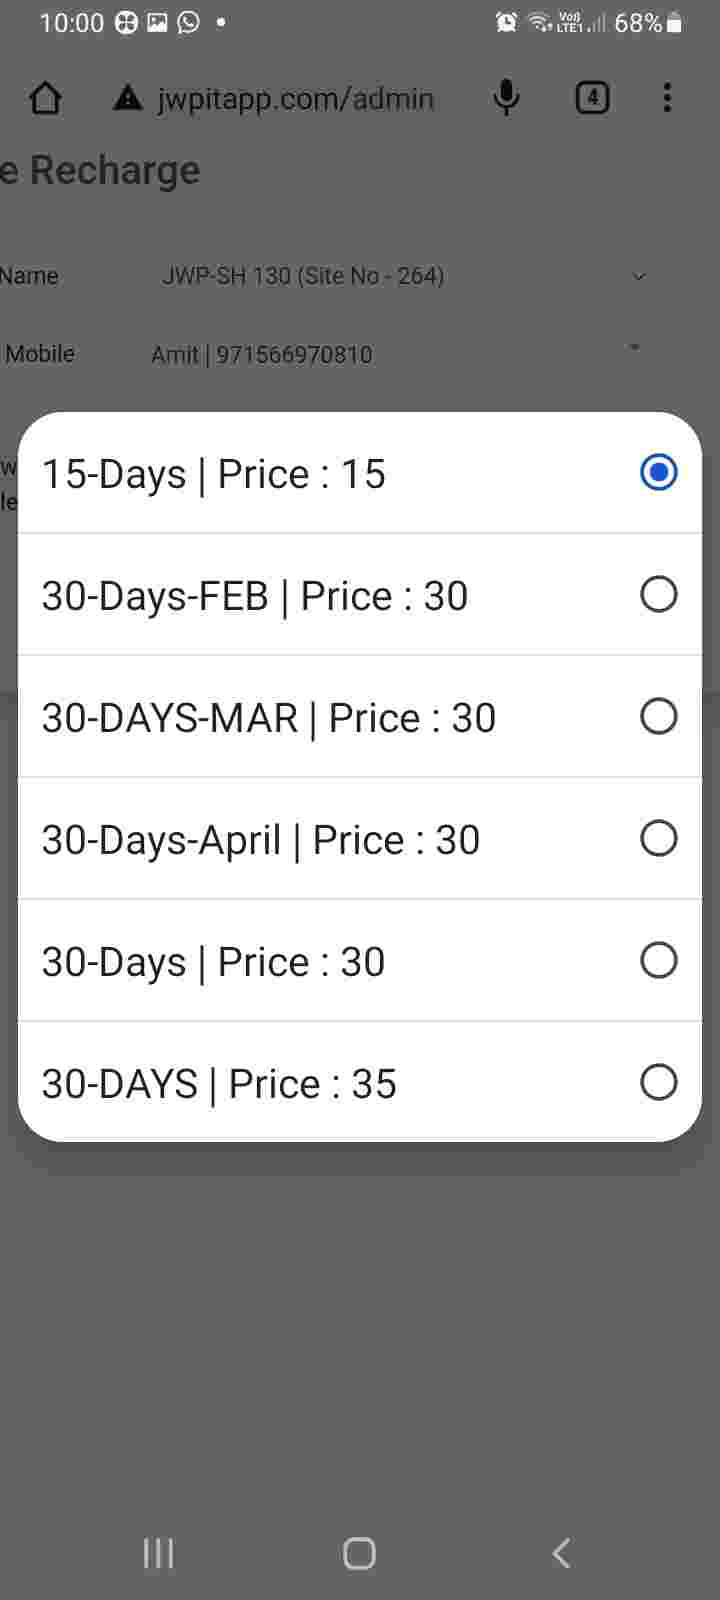 10:00 Vo) LTE1 68%
jwpitapp.com/admin 4
e Recharge
Name JWP-SH 130 (Site No - 264)
Mobile Amit | 971566970810
w
le
15-Days | Price : 15
30-Days-FEB | Price : 30
30-DAYS-MAR | Price : 30
30-Days-April | Price : 30
30-Days | Price : 30
30-DAYS | Price : 35